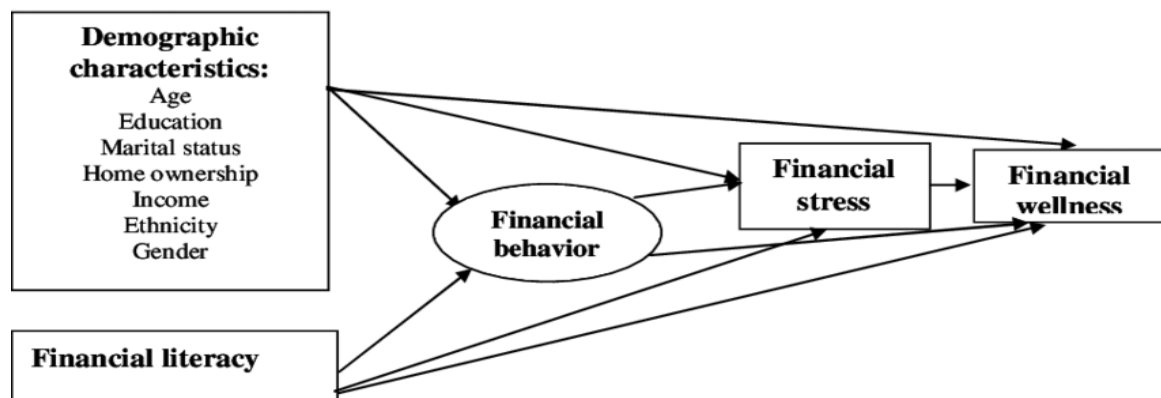 Demographic
characteristics:
Age
Education
Marital status
Home ownership
Income
Ethnicity
Gender
Financial
behavior
Financial
stress
Financial
wellness
Financial literacy